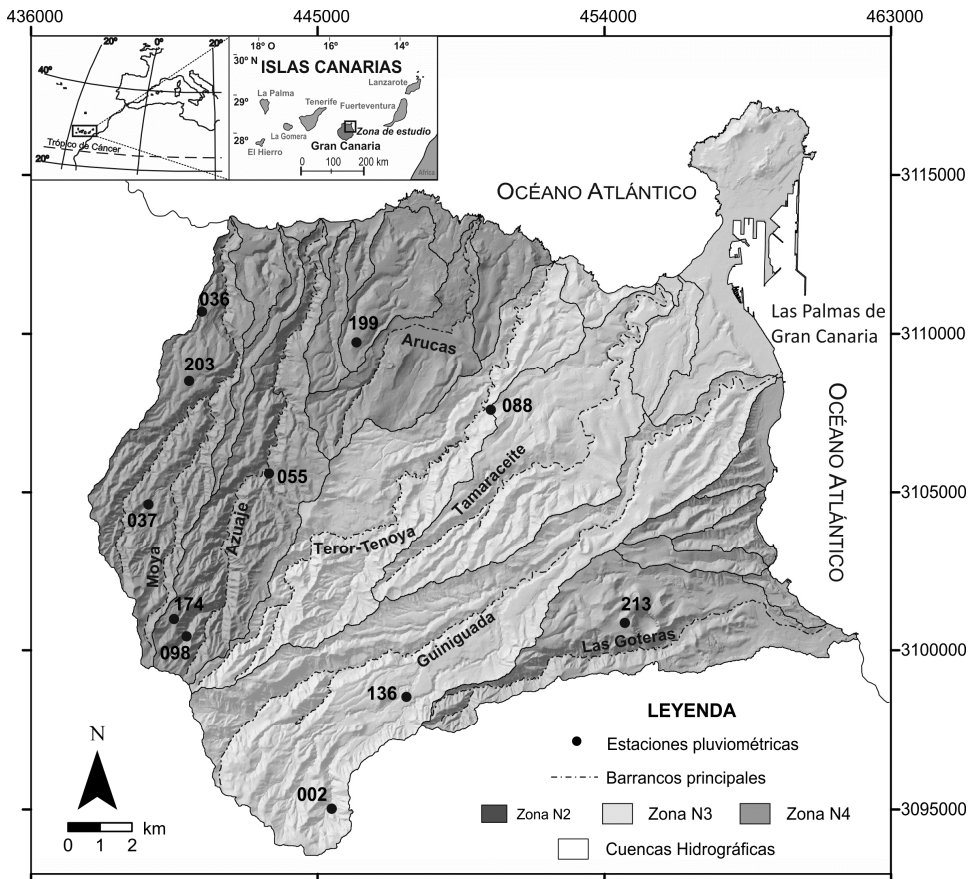 436000
445000
454000
463000
20°
0°
20°
40°
Trópico de Cáncer
20°
18° O
16°
14°
30° N
ISLAS CANARIAS
Lanzarote
La Palma
29°
Tenerife
Fuerteventura
La Gomera
Zona de estudio
28°
El Hierro
Gran Canaria
0 100 200 km
Africa
3115000
OCÉANO ATLÁNTICO
036
199
Las Palmas de
Gran Canaria
3110000
Arucas
203
088
OCÉANO ATLÁNTICO
055
Tamaraceite
3105000
037
Azuaje
Teror-Tenoya
Moya
174
213
Guiniguada
Las Goteras
098
3100000
136
LEYENDA
N
Estaciones pluviométricas
Barrancos principales
002
Zona N2
Zona N3
Zona N4
3095000
km
0 1 2
Cuencas Hidrográficas